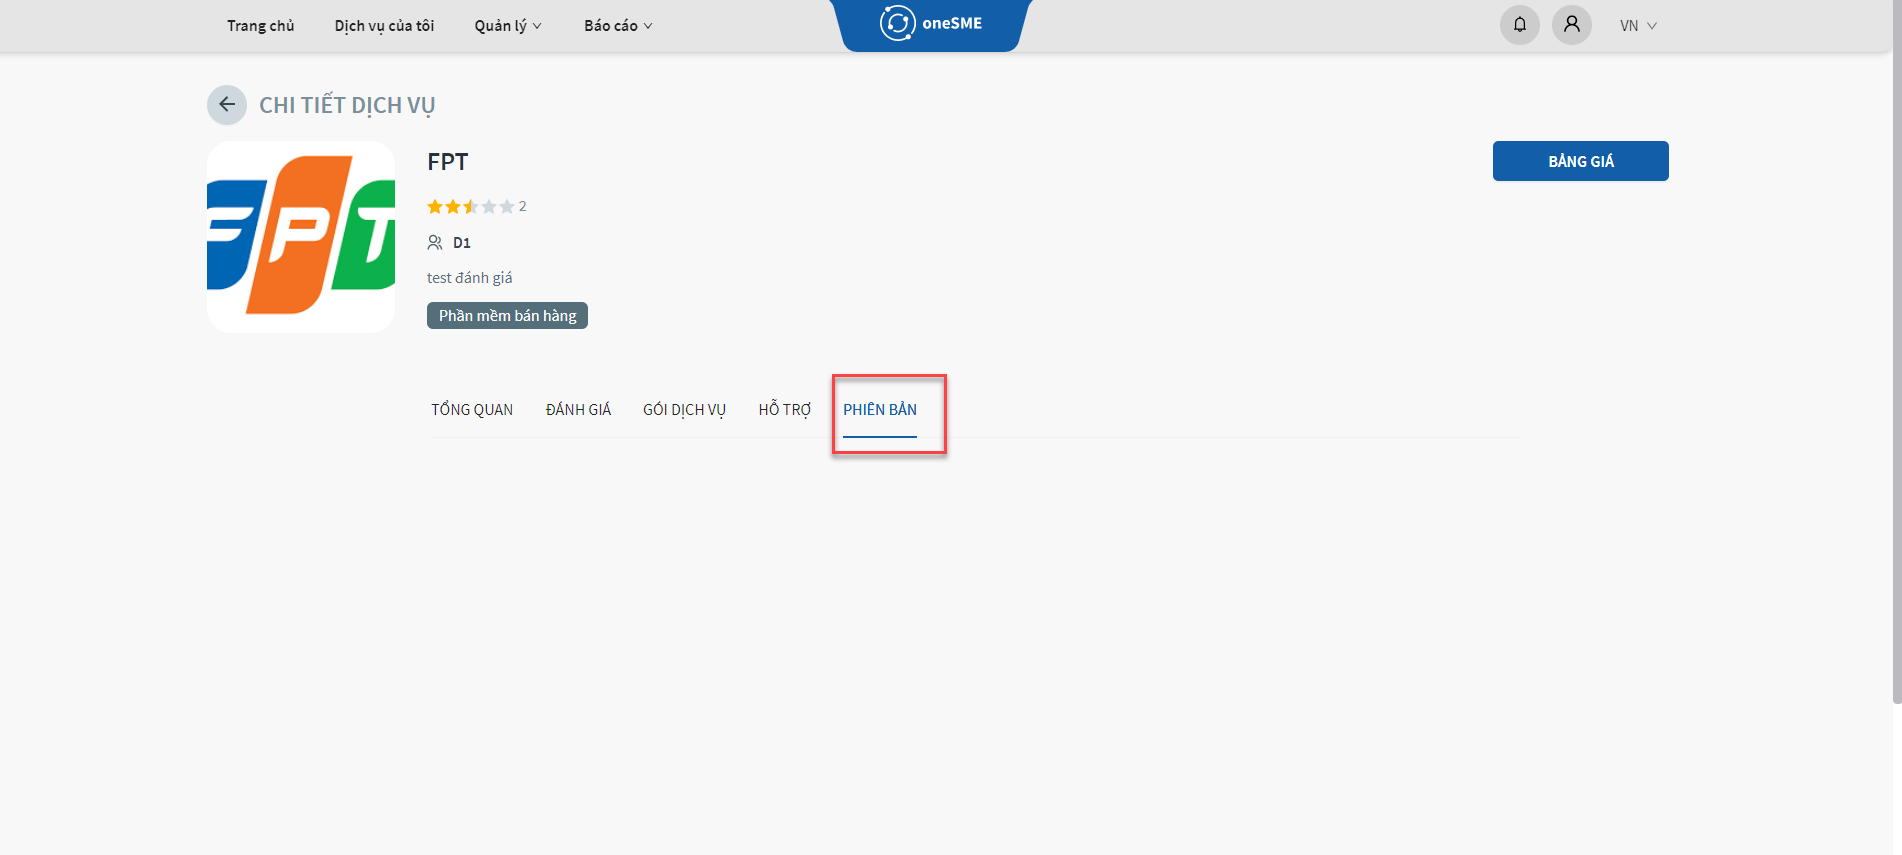 Trang chủ
Dịch vụ của tôi
Quản lý
Báo cáo
oneSME
VN
CHI TIẾT DỊCH VỤ
FPT
FPT
BẢNG GIÁ
2
D1
test đánh giá
Phần mềm bán hàng
TỔNG QUAN
ĐÁNH GIÁ
GÓI DỊCH VỤ
HỖ TRỢ
PHIÊN BẢN